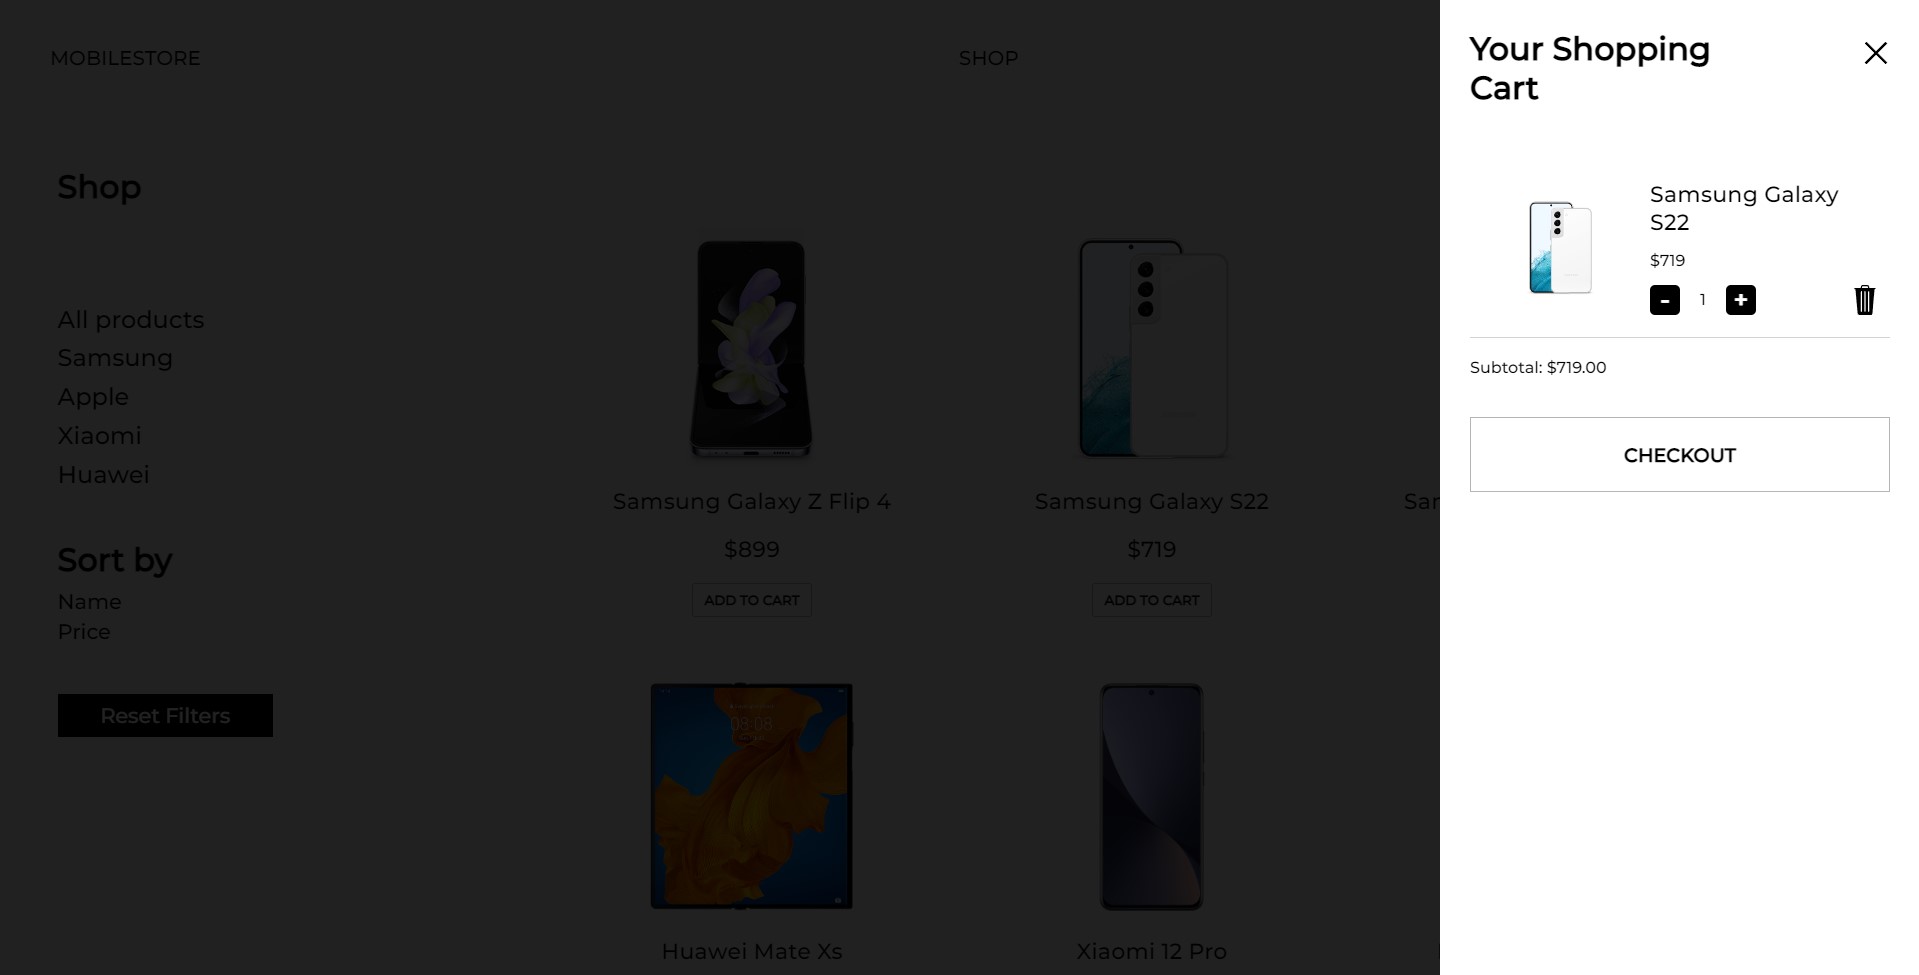 MOBILESTORE
SHOP
Shop
All products
Samsung
Apple
Xiaomi
Huawei
Sort by
Name
Price
Reset Filters
Samsung Galaxy Z Flip 4
$899
ADD TO CART
Samsung Galaxy S22
$719
ADD TO CART
08:08
Huawei Mate Xs
Xiaomi 12 Pro
Your Shopping
Cart
Samsung Galaxy
S22
$719
-
1
+
Subtotal: $719.00
CHECKOUT